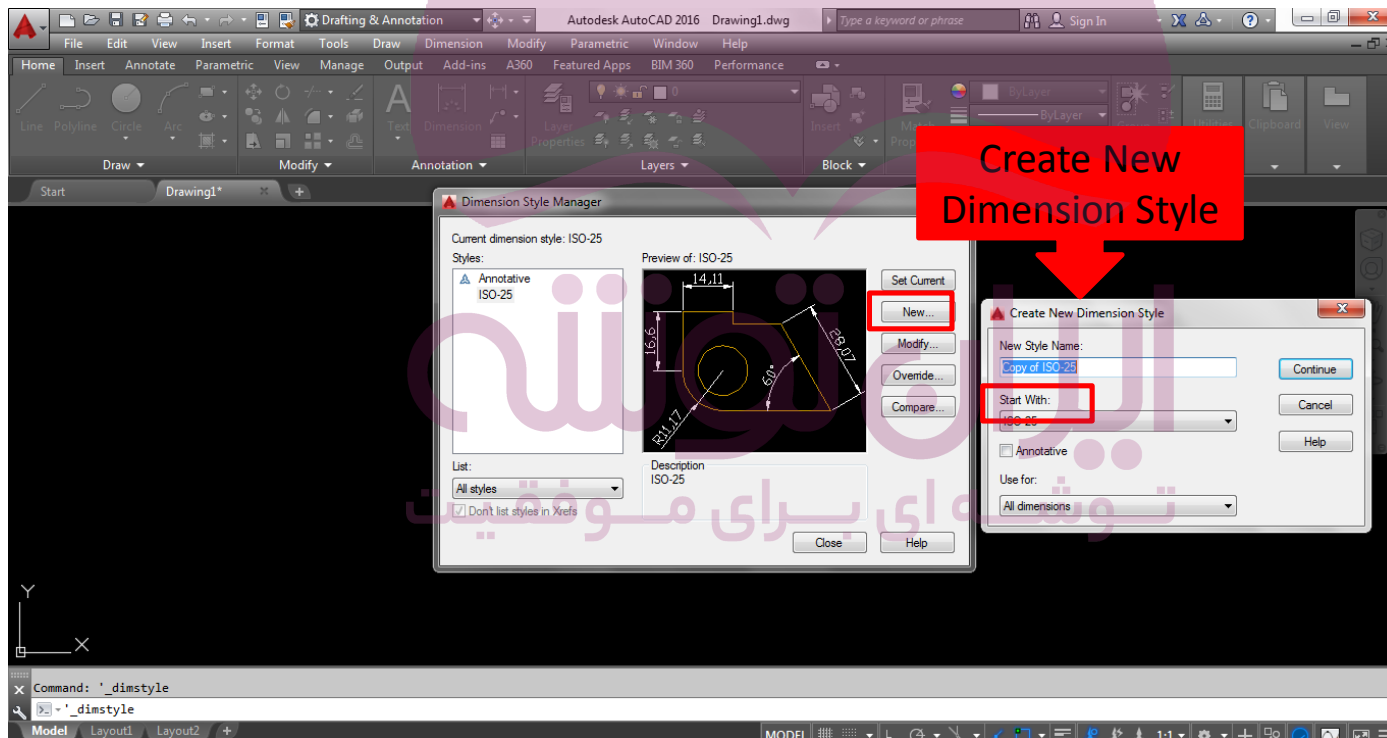 Drafting & Annotation
Autodesk AutoCAD 2016 Drawing1.dwg
Type a keyword or phrase
Sign In
File Edit View Insert Format Tools Draw Dimension Modify Parametric Window Help
Home Insert Annotate Parametric View Manage Output Add-ins A360 Featured Apps BIM 360 Performance
0
ByLayer
ByLayer
Line Polyline Circle Arc
Text Dimension
Layer
Properties
Insert
Match
Utilities Clipboard View
Draw
Modify
Annotation
Layers
Block
Start
Drawing1*
Create New
Dimension Style
Dimension Style Manager
Current dimension style: ISO-25
Styles:
Annotative
ISO-25
Preview of: ISO-25
14,11
16,6
28,07
60°
R11,17
Set Current
New...
Modify...
Override...
Compare...
List:
All styles
Don't list styles in Xrefs
Description
ISO-25
Close
Help
Create New Dimension Style
New Style Name:
Copy of ISO-25
Start With:
ISO-25
Annotative
Use for:
All dimensions
Continue
Cancel
Help
ایران توشه
توشه ای برای موفقیت
Y
X
Command: '_dimstyle
'_dimstyle
Model Layout1 Layout2 +
MODEL
1:1